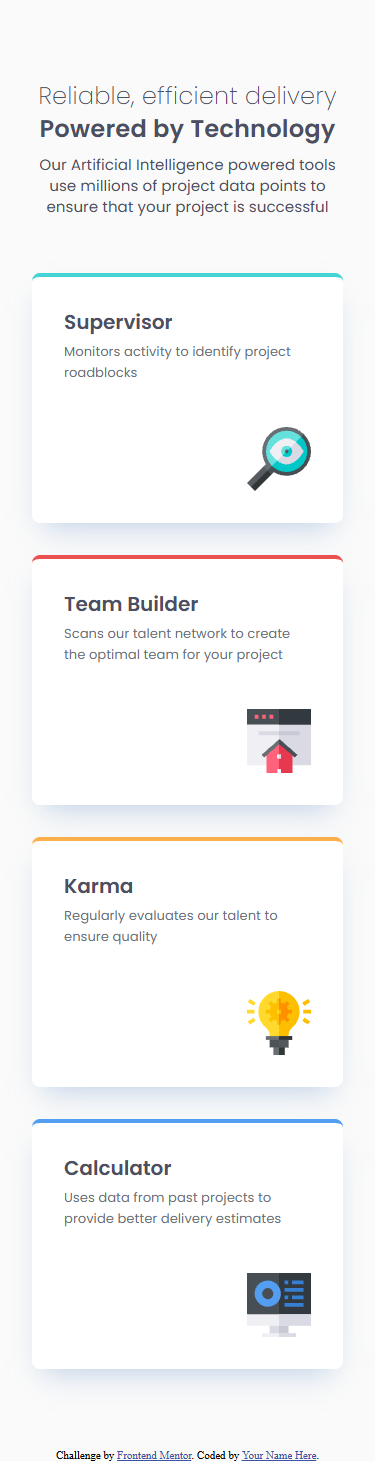 Reliable, efficient delivery
Powered by Technology
Our Artificial Intelligence powered tools
use millions of project data points to
ensure that your project is successful
Supervisor
Monitors activity to identify project
roadblocks
Team Builder
Scans our talent network to create
the optimal team for your project
Karma
Regularly evaluates our talent to
ensure quality
Calculator
Uses data from past projects to
provide better delivery estimates
Challenge by Frontend Mentor. Coded by Your Name Here.